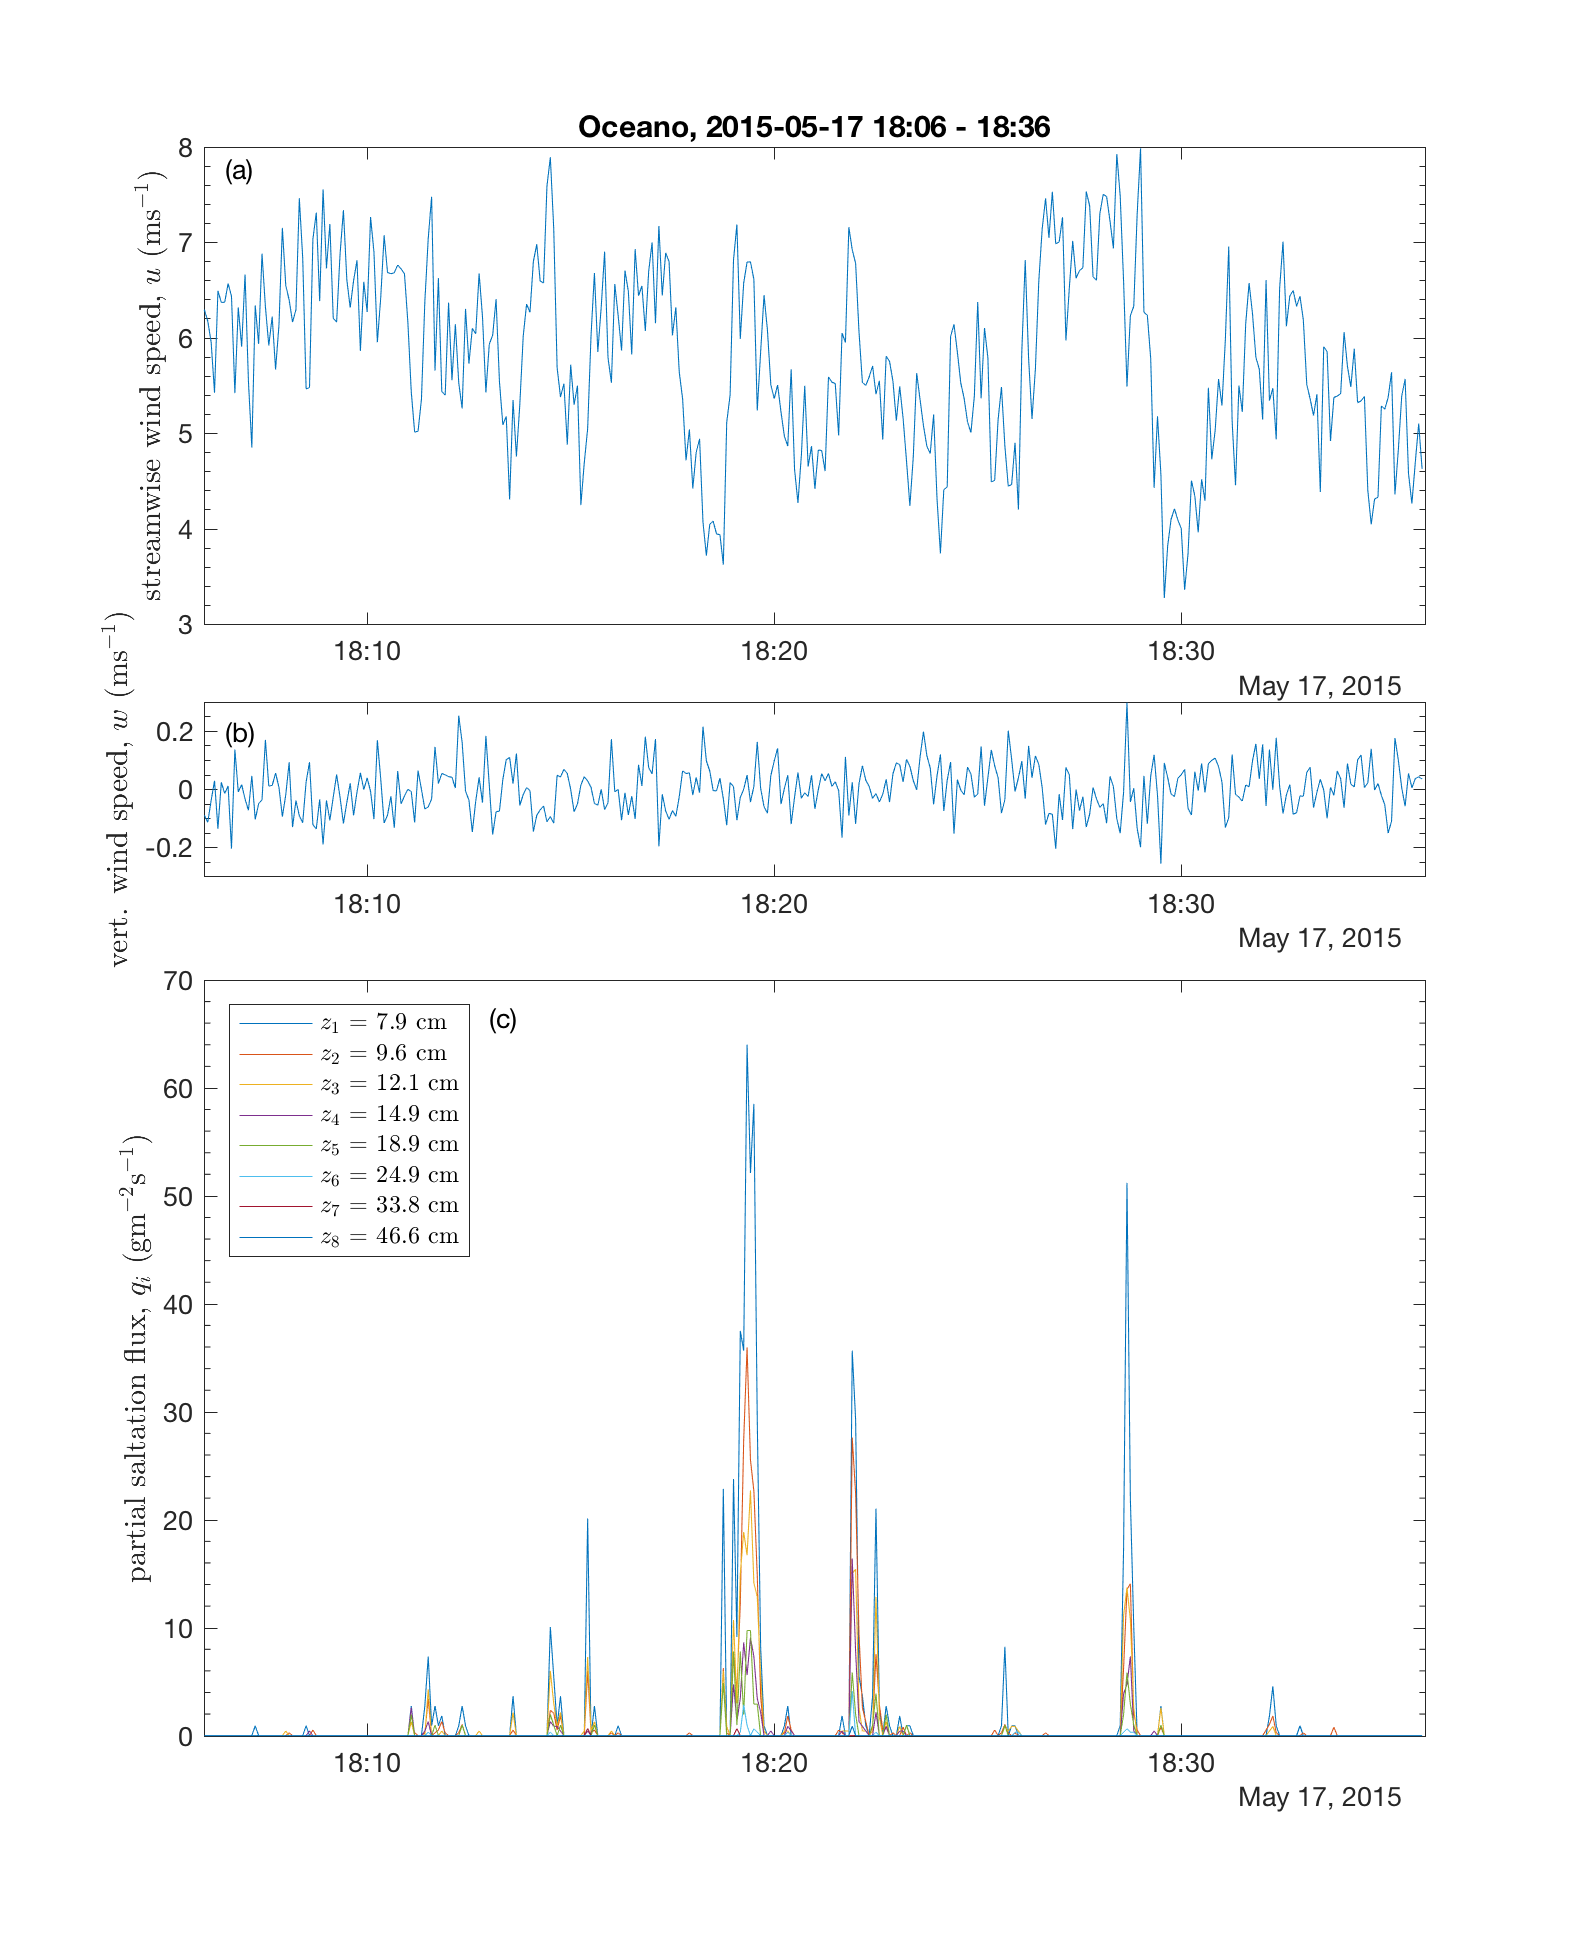 Oceano, 2015-05-17 18:06 - 18:36
(a)
streamwise wind speed, u (ms⁻¹)
8
7
6
5
4
3
18:10 18:20 18:30
May 17, 2015
(b)
vert. wind speed, w (ms⁻¹)
0.2
0
-0.2
18:10 18:20 18:30
May 17, 2015
(c)
partial saltation flux, qᵢ (gm⁻²s⁻¹)
70
60
50
40
30
20
10
0
z₁ = 7.9 cm
z₂ = 9.6 cm
z₃ = 12.1 cm
z₄ = 14.9 cm
z₅ = 18.9 cm
z₆ = 24.9 cm
z₇ = 33.8 cm
z₈ = 46.6 cm
18:10 18:20 18:30
May 17, 2015